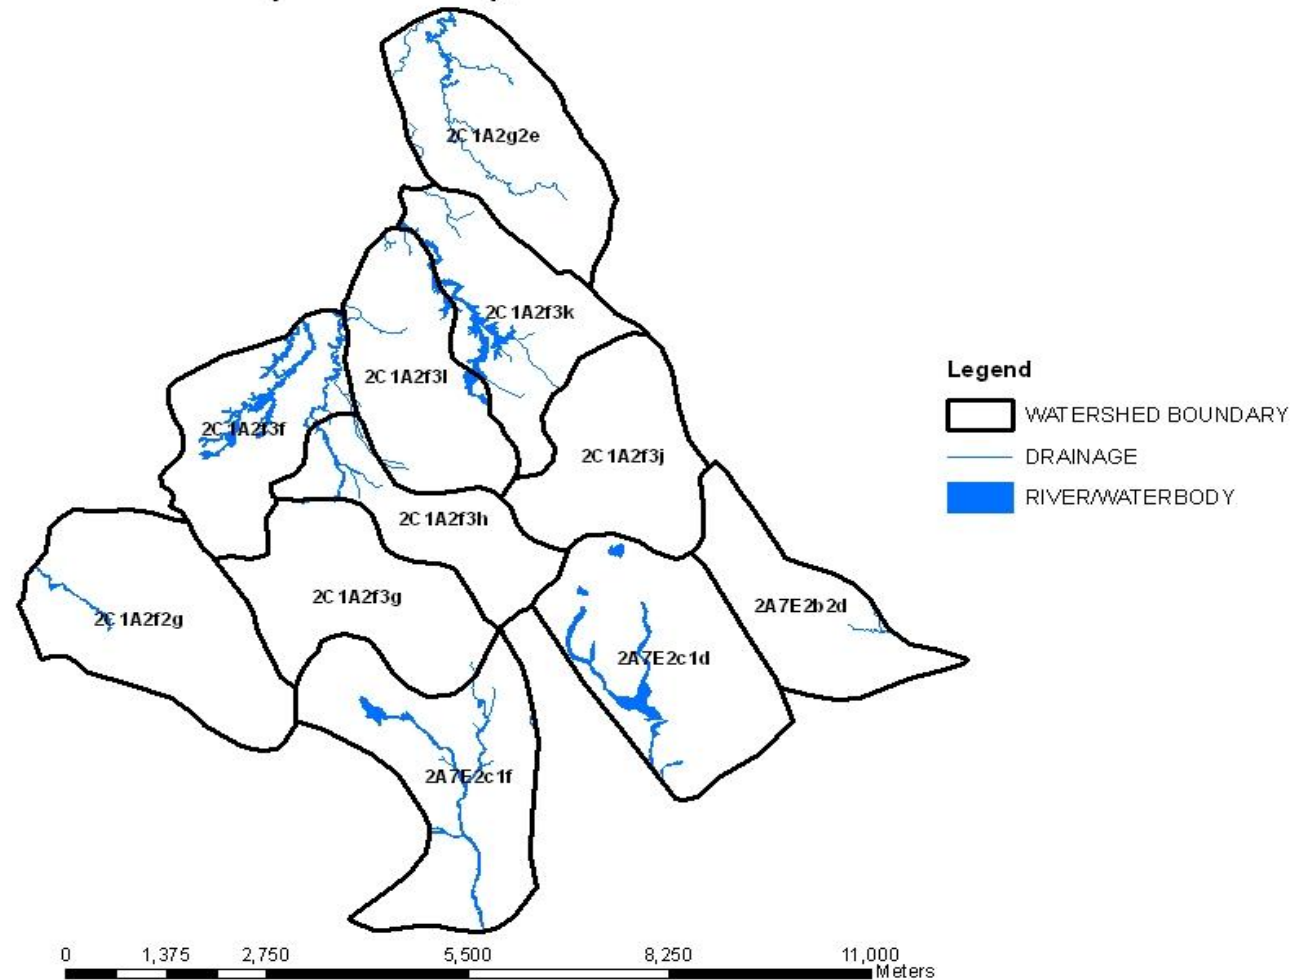 2C1A2g2e
2C1A2f3k
2C1A2f3l
2C1A2f3f
2C1A2f3j
2C1A2f3h
2C1A2f3g
2C1A2f2g
2A7E2b2d
2A7E2c1d
2A7E2c1f
Legend
WATERSHED BOUNDARY
DRAINAGE
RIVER/WATERBODY
0 1,375 2,750 5,500 8,250 11,000
Meters